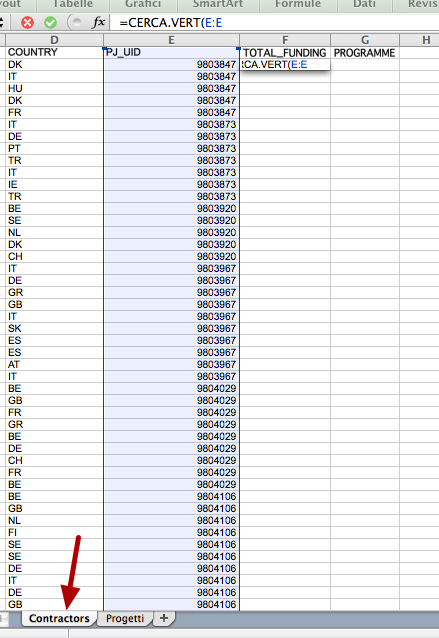 yout Tabelle Grafici SmartArt Formule Dati Revis
fx =CERCA.VERT(E:E
D E F G H
COUNTRY PJ_UID TOTAL_FUNDING PROGRAMME
DK 9803847 RCA.VERT(E:E
IT 9803847
HU 9803847
DK 9803847
FR 9803847
IT 9803873
DE 9803873
PT 9803873
TR 9803873
IT 9803873
IE 9803873
TR 9803873
BE 9803920
SE 9803920
NL 9803920
DK 9803920
CH 9803920
IT 9803967
DE 9803967
GR 9803967
GB 9803967
IT 9803967
SK 9803967
ES 9803967
ES 9803967
AT 9803967
IT 9803967
BE 9804029
GB 9804029
FR 9804029
GR 9804029
BE 9804029
DE 9804029
CH 9804029
FR 9804029
BE 9804029
BE 9804106
GB 9804106
NL 9804106
FI 9804106
SE 9804106
SE 9804106
DE 9804106
IT 9804106
DE 9804106
GB 9804106
Contractors Progetti +